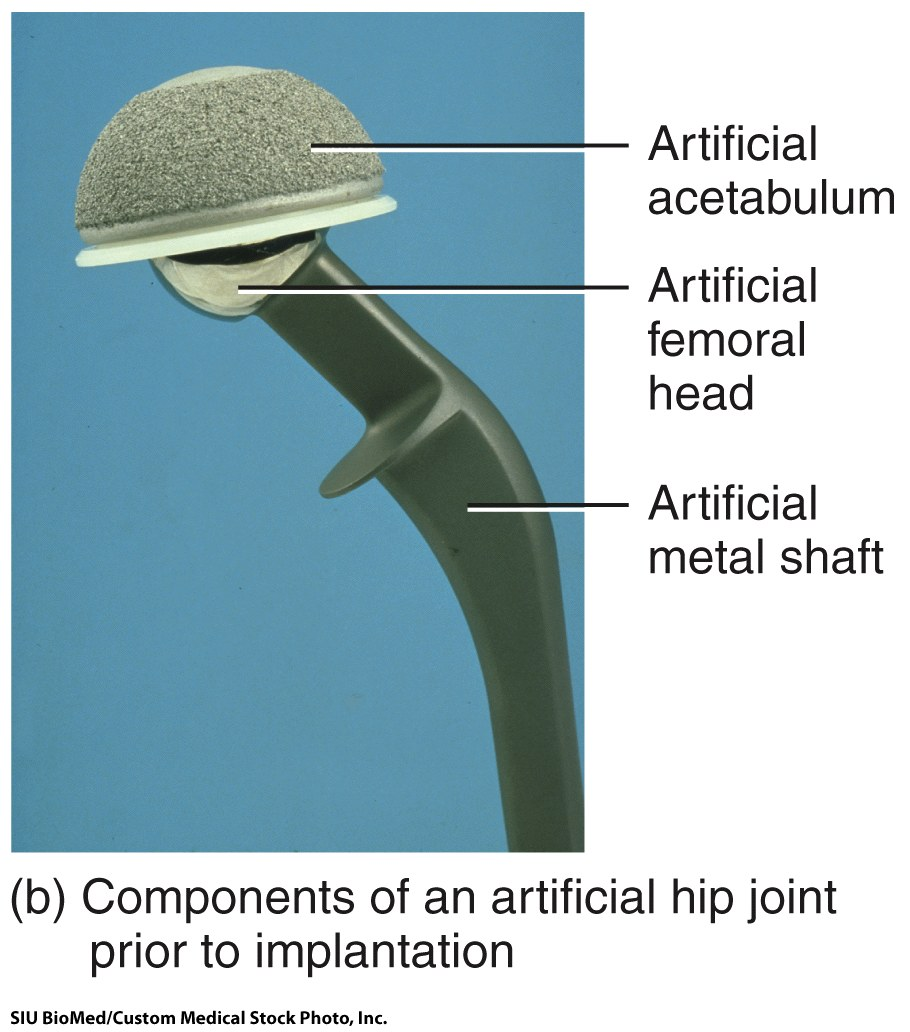 Artificial
acetabulum
Artificial
femoral
head
Artificial
metal shaft
(b) Components of an artificial hip joint
prior to implantation
SIU BioMed/Custom Medical Stock Photo, Inc.